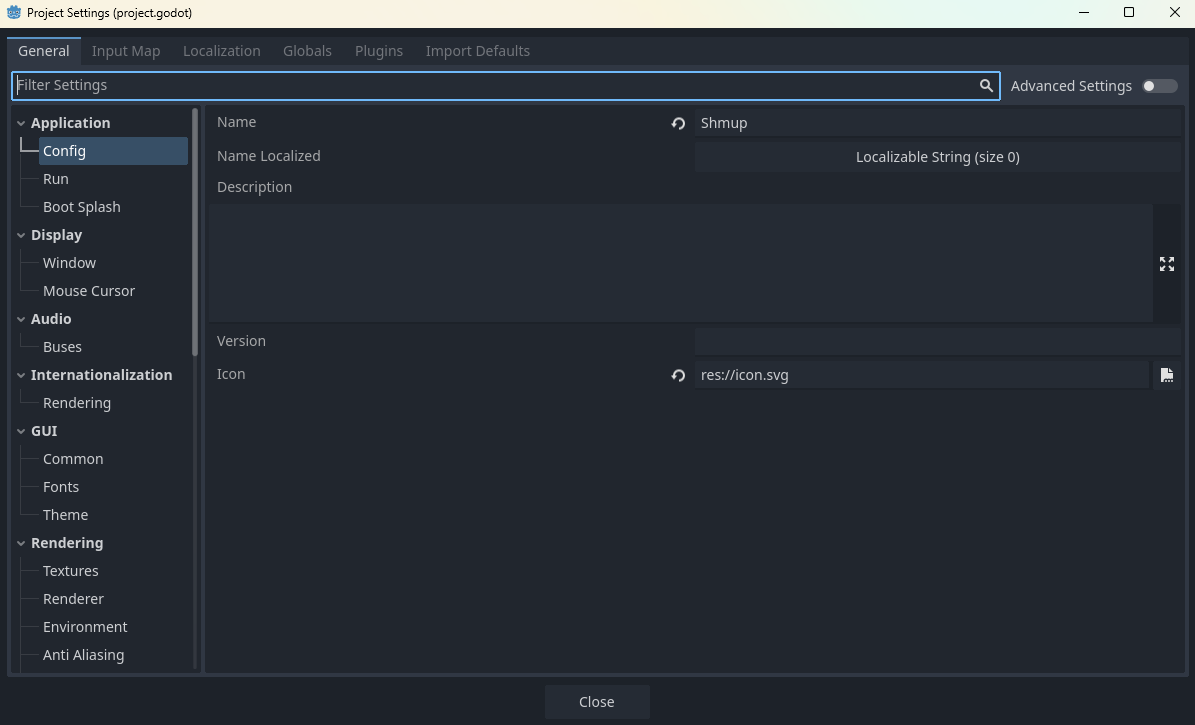 Project Settings (project.godot)
General Input Map Localization Globals Plugins Import Defaults
Filter Settings Advanced Settings
Application
Config
Run
Boot Splash
Display
Window
Mouse Cursor
Audio
Buses
Internationalization
Rendering
GUI
Common
Fonts
Theme
Rendering
Textures
Renderer
Environment
Anti Aliasing
Name Shmup
Name Localized Localizable String (size 0)
Description
Version
Icon res://icon.svg
Close